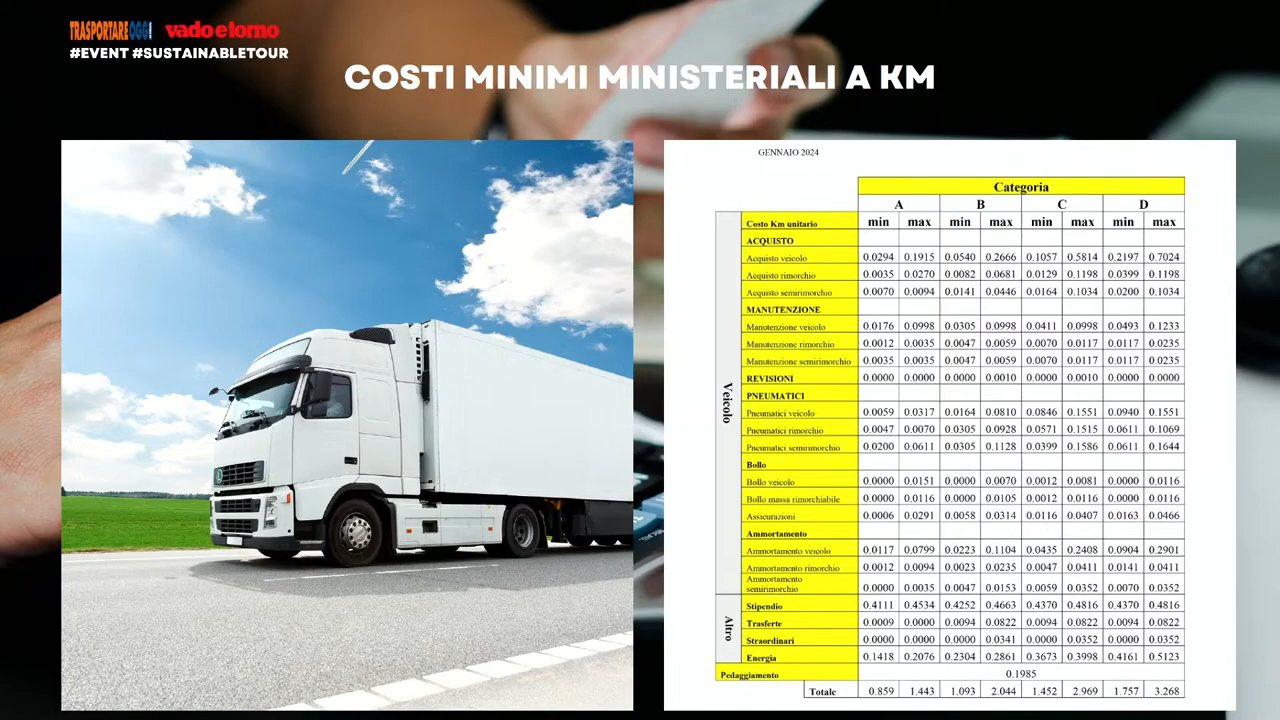 TRASPORTARE OGGI vado e torno
#EVENT #SUSTAINABLETOUR
COSTI MINIMI MINISTERIALI A KM
GENNAIO 2024
Categoria
A B C D
Costo Km unitario min max min max min max min max
ACQUISTO
Acquisto veicolo 0.0294 0.1915 0.0540 0.2666 0.1057 0.5814 0.2197 0.7024
Acquisto rimorchio 0.0035 0.0270 0.0082 0.0681 0.0129 0.1198 0.0399 0.1198
Acquisto semirimorchio 0.0070 0.0094 0.0141 0.0446 0.0164 0.1034 0.0200 0.1034
MANUTENZIONE
Manutenzione veicolo 0.0176 0.0998 0.0305 0.0998 0.0411 0.0998 0.0493 0.1233
Manutenzione rimorchio 0.0012 0.0035 0.0047 0.0059 0.0070 0.0117 0.0117 0.0235
Manutenzione semirimorchio 0.0035 0.0035 0.0047 0.0059 0.0070 0.0117 0.0117 0.0235
REVISIONI 0.0000 0.0000 0.0000 0.0010 0.0000 0.0010 0.0000 0.0000
Veicolo
PNEUMATICI
Pneumatici veicolo 0.0059 0.0317 0.0164 0.0810 0.0846 0.1551 0.0940 0.1551
Pneumatici rimorchio 0.0047 0.0070 0.0305 0.0928 0.0571 0.1515 0.0611 0.1069
Pneumatici semirimorchio 0.0200 0.0611 0.0305 0.1128 0.0399 0.1586 0.0611 0.1644
Bollo
Bollo veicolo 0.0000 0.0151 0.0000 0.0070 0.0012 0.0081 0.0000 0.0116
Bollo massa rimorchiabile 0.0000 0.0116 0.0000 0.0105 0.0012 0.0116 0.0000 0.0116
Assicurazioni 0.0006 0.0291 0.0058 0.0314 0.0116 0.0407 0.0163 0.0466
Ammortamento
Ammortamento veicolo 0.0117 0.0799 0.0223 0.1104 0.0435 0.2408 0.0904 0.2901
Ammortamento rimorchio 0.0012 0.0094 0.0023 0.0235 0.0047 0.0411 0.0141 0.0411
Ammortamento
semirimorchio 0.0000 0.0035 0.0047 0.0153 0.0059 0.0352 0.0070 0.0352
Stipendio 0.4111 0.4534 0.4252 0.4663 0.4370 0.4816 0.4370 0.4816
Altro
Trasferte 0.0009 0.0000 0.0094 0.0822 0.0094 0.0822 0.0094 0.0822
Straordinari 0.0000 0.0000 0.0000 0.0341 0.0000 0.0352 0.0000 0.0352
Energia 0.1418 0.2076 0.2304 0.2861 0.3673 0.3998 0.4161 0.5123
Pedaggiamento 0.1985
Totale 0.859 1.443 1.093 2.044 1.452 2.969 1.757 3.268